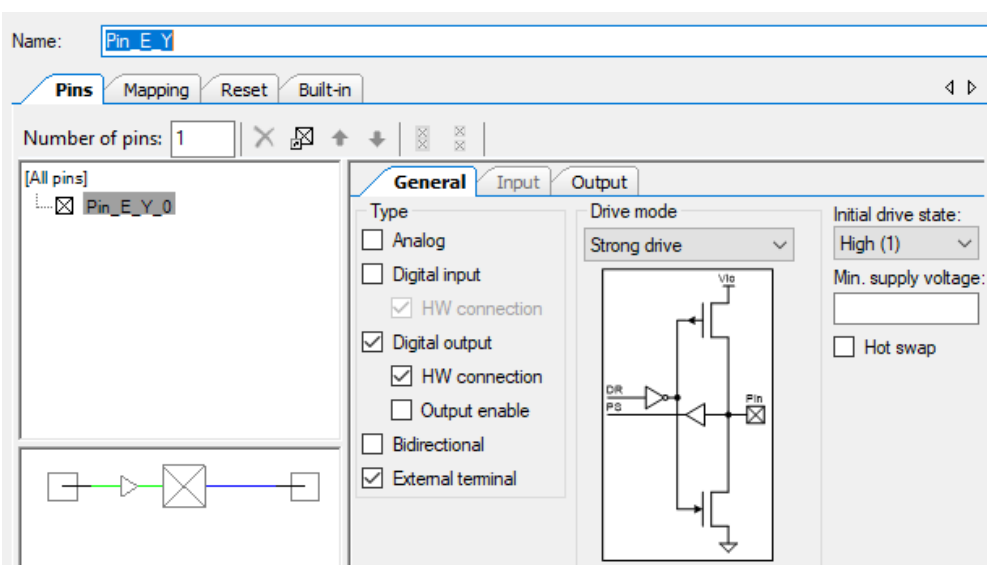 Name: Pin_E_Y
Pins Mapping Reset Built-in
Number of pins: 1
[All pins]
Pin_E_Y_0
General Input Output
Type
Analog
Digital input
HW connection
Digital output
HW connection
Output enable
Bidirectional
External terminal
Drive mode
Strong drive
Vio
DR
PS
Pin
Initial drive state:
High (1)
Min. supply voltage:
Hot swap